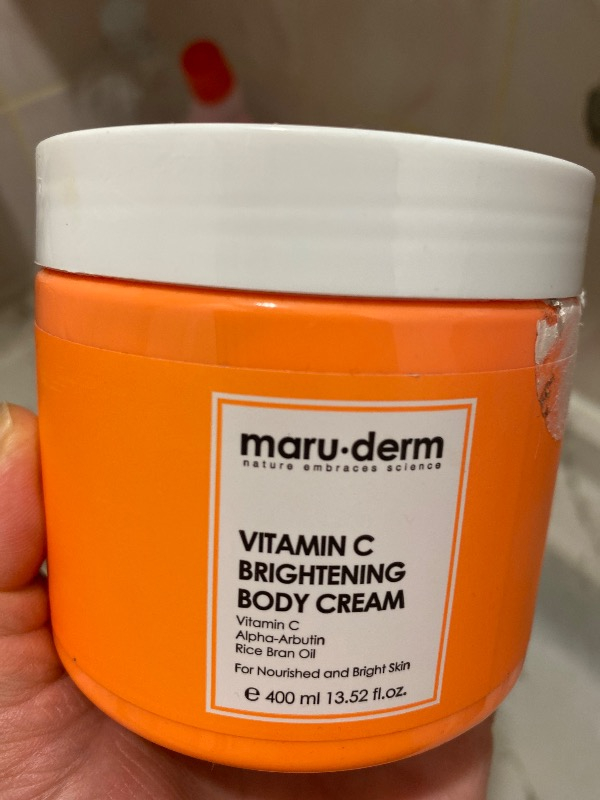 maru·derm
nature embraces science
VITAMIN C
BRIGHTENING
BODY CREAM
Vitamin C
Alpha-Arbutin
Rice Bran Oil
For Nourished and Bright Skin
℮ 400 ml 13.52 fl.oz.